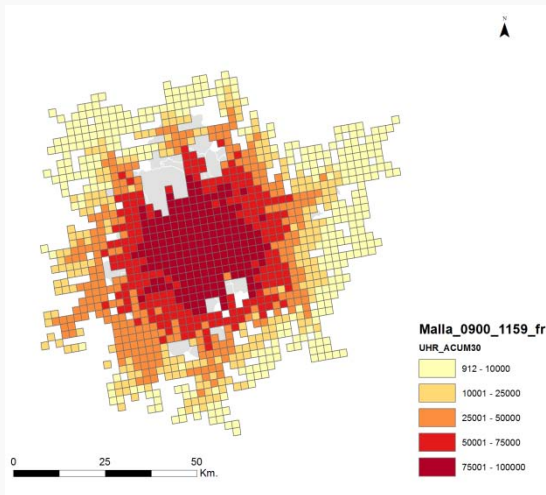 N
Malla_0900_1159_fr
UHR_ACUM30
912 - 10000
10001 - 25000
25001 - 50000
50001 - 75000
75001 - 100000
0 25 50
Km.